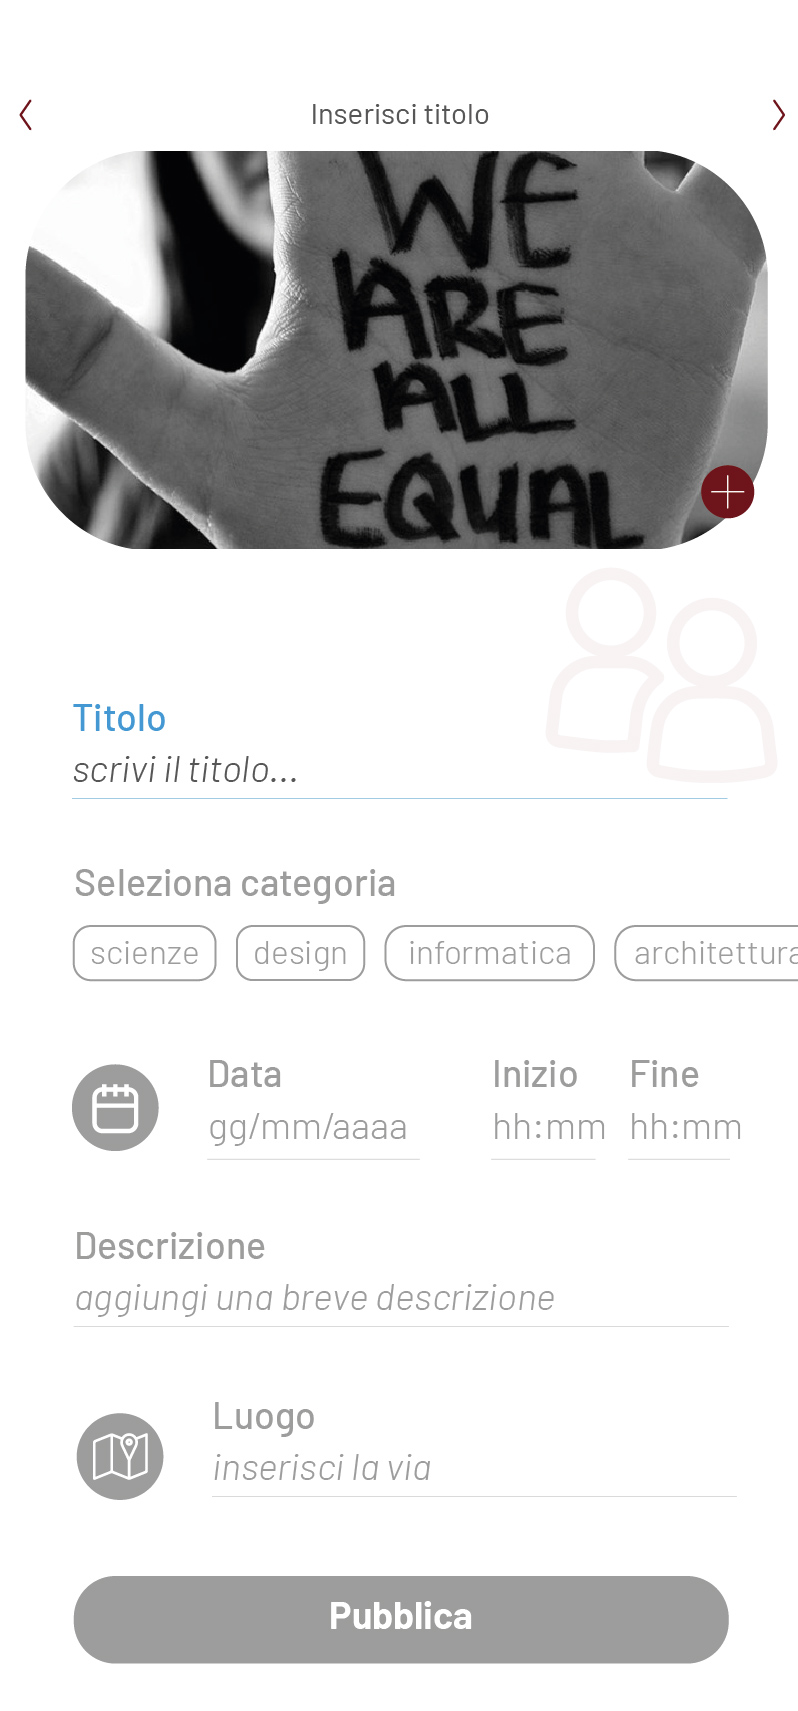 Inserisci titolo
WE
ARE
ALL
EQUAL
Titolo
scrivi il titolo...
Seleziona categoria
scienze design informatica architettura
Data Inizio Fine
gg/mm/aaaa hh:mm hh:mm
Descrizione
aggiungi una breve descrizione
Luogo
inserisci la via
Pubblica